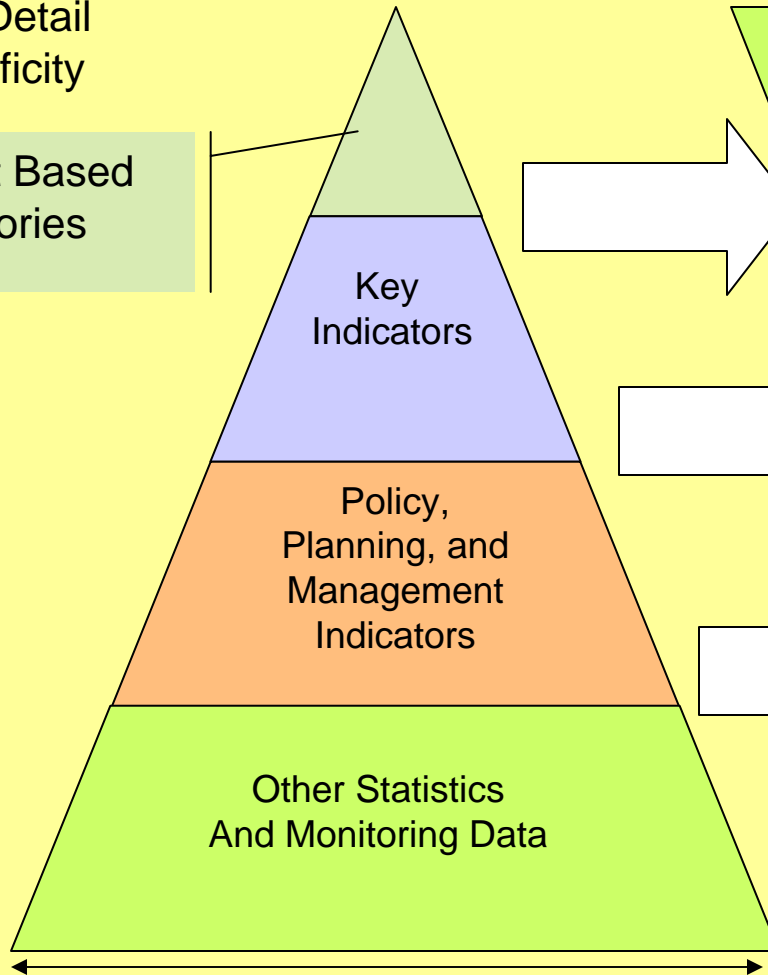 Detail
ficity
Based
ories
Key
Indicators
Policy,
Planning, and
Management
Indicators
Other Statistics
And Monitoring Data